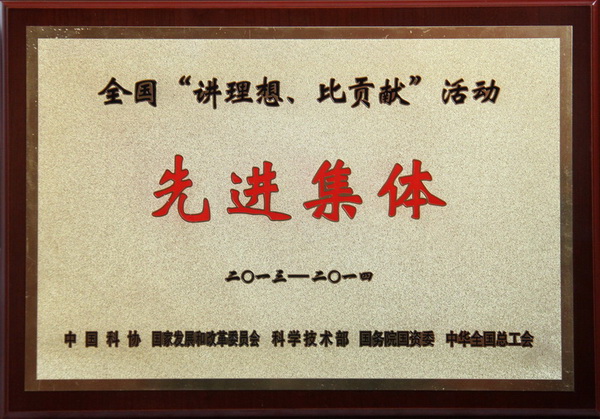 全国“讲理想、比贡献”活动
先进集体
二〇一三—二〇一四
中国科协 国家发展和改革委员会 科学技术部 国务院国资委 中华全国总工会